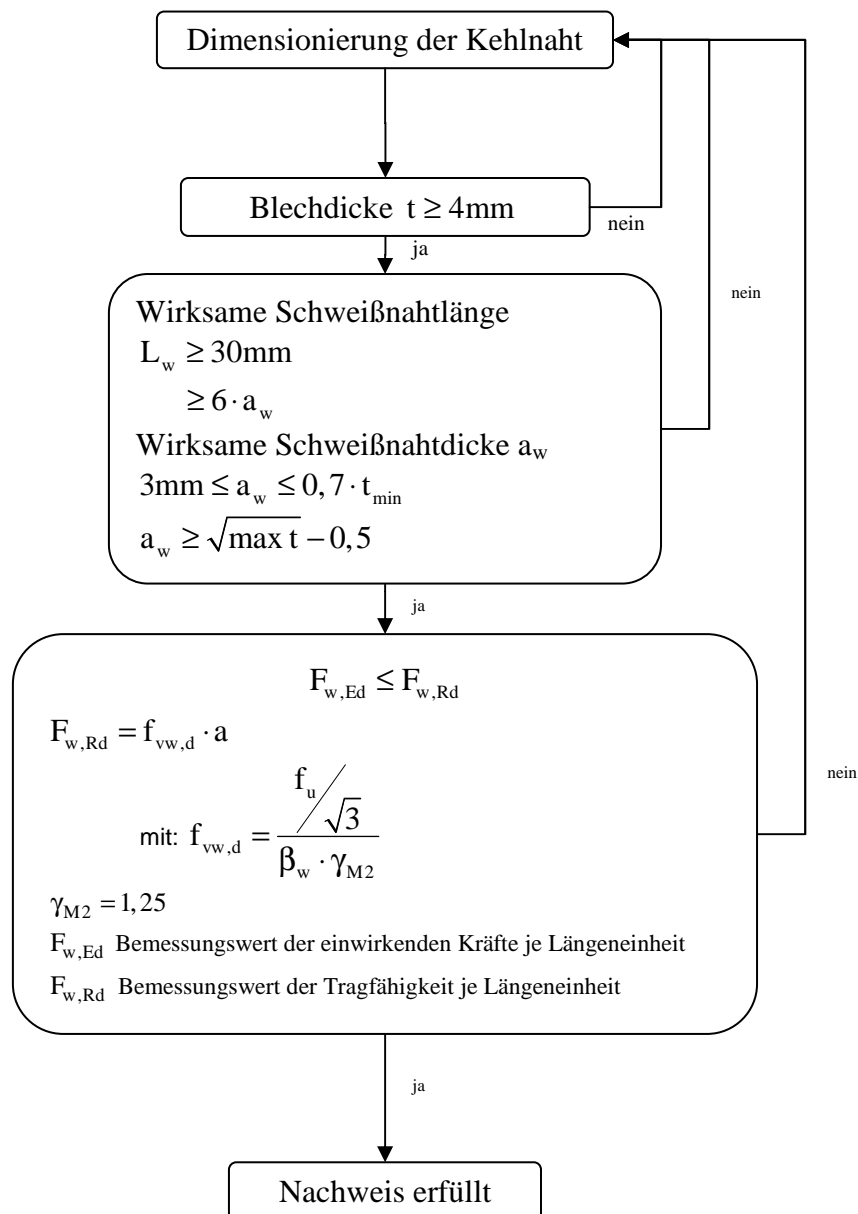 Dimensionierung der Kehlnaht
Blechdicke t ≥ 4mm
nein
ja
nein
Wirksame Schweißnahtlänge
L_w ≥ 30mm
≥ 6 · a_w
Wirksame Schweißnahtdicke a_w
3mm ≤ a_w ≤ 0,7 · t_min
a_w ≥ √(max t) − 0,5
ja
F_w,Ed ≤ F_w,Rd
F_w,Rd = f_vw,d · a
nein
mit: f_vw,d = (f_u / √3) / (β_w · γ_M2)
γ_M2 = 1,25
F_w,Ed Bemessungswert der einwirkenden Kräfte je Längeneinheit
F_w,Rd Bemessungswert der Tragfähigkeit je Längeneinheit
ja
Nachweis erfüllt